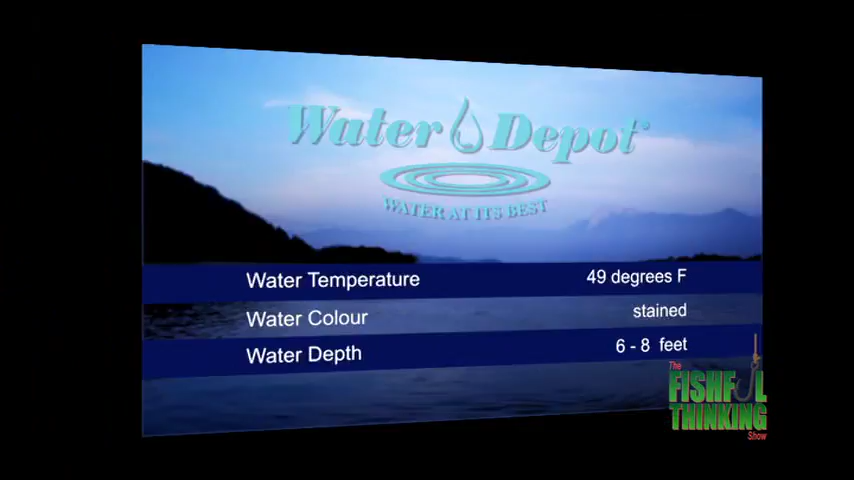 Water Depot
WATER AT ITS BEST
Water Temperature 49 degrees F
Water Colour stained
Water Depth 6 - 8 feet
The
FISHFUL
THINKING
Show